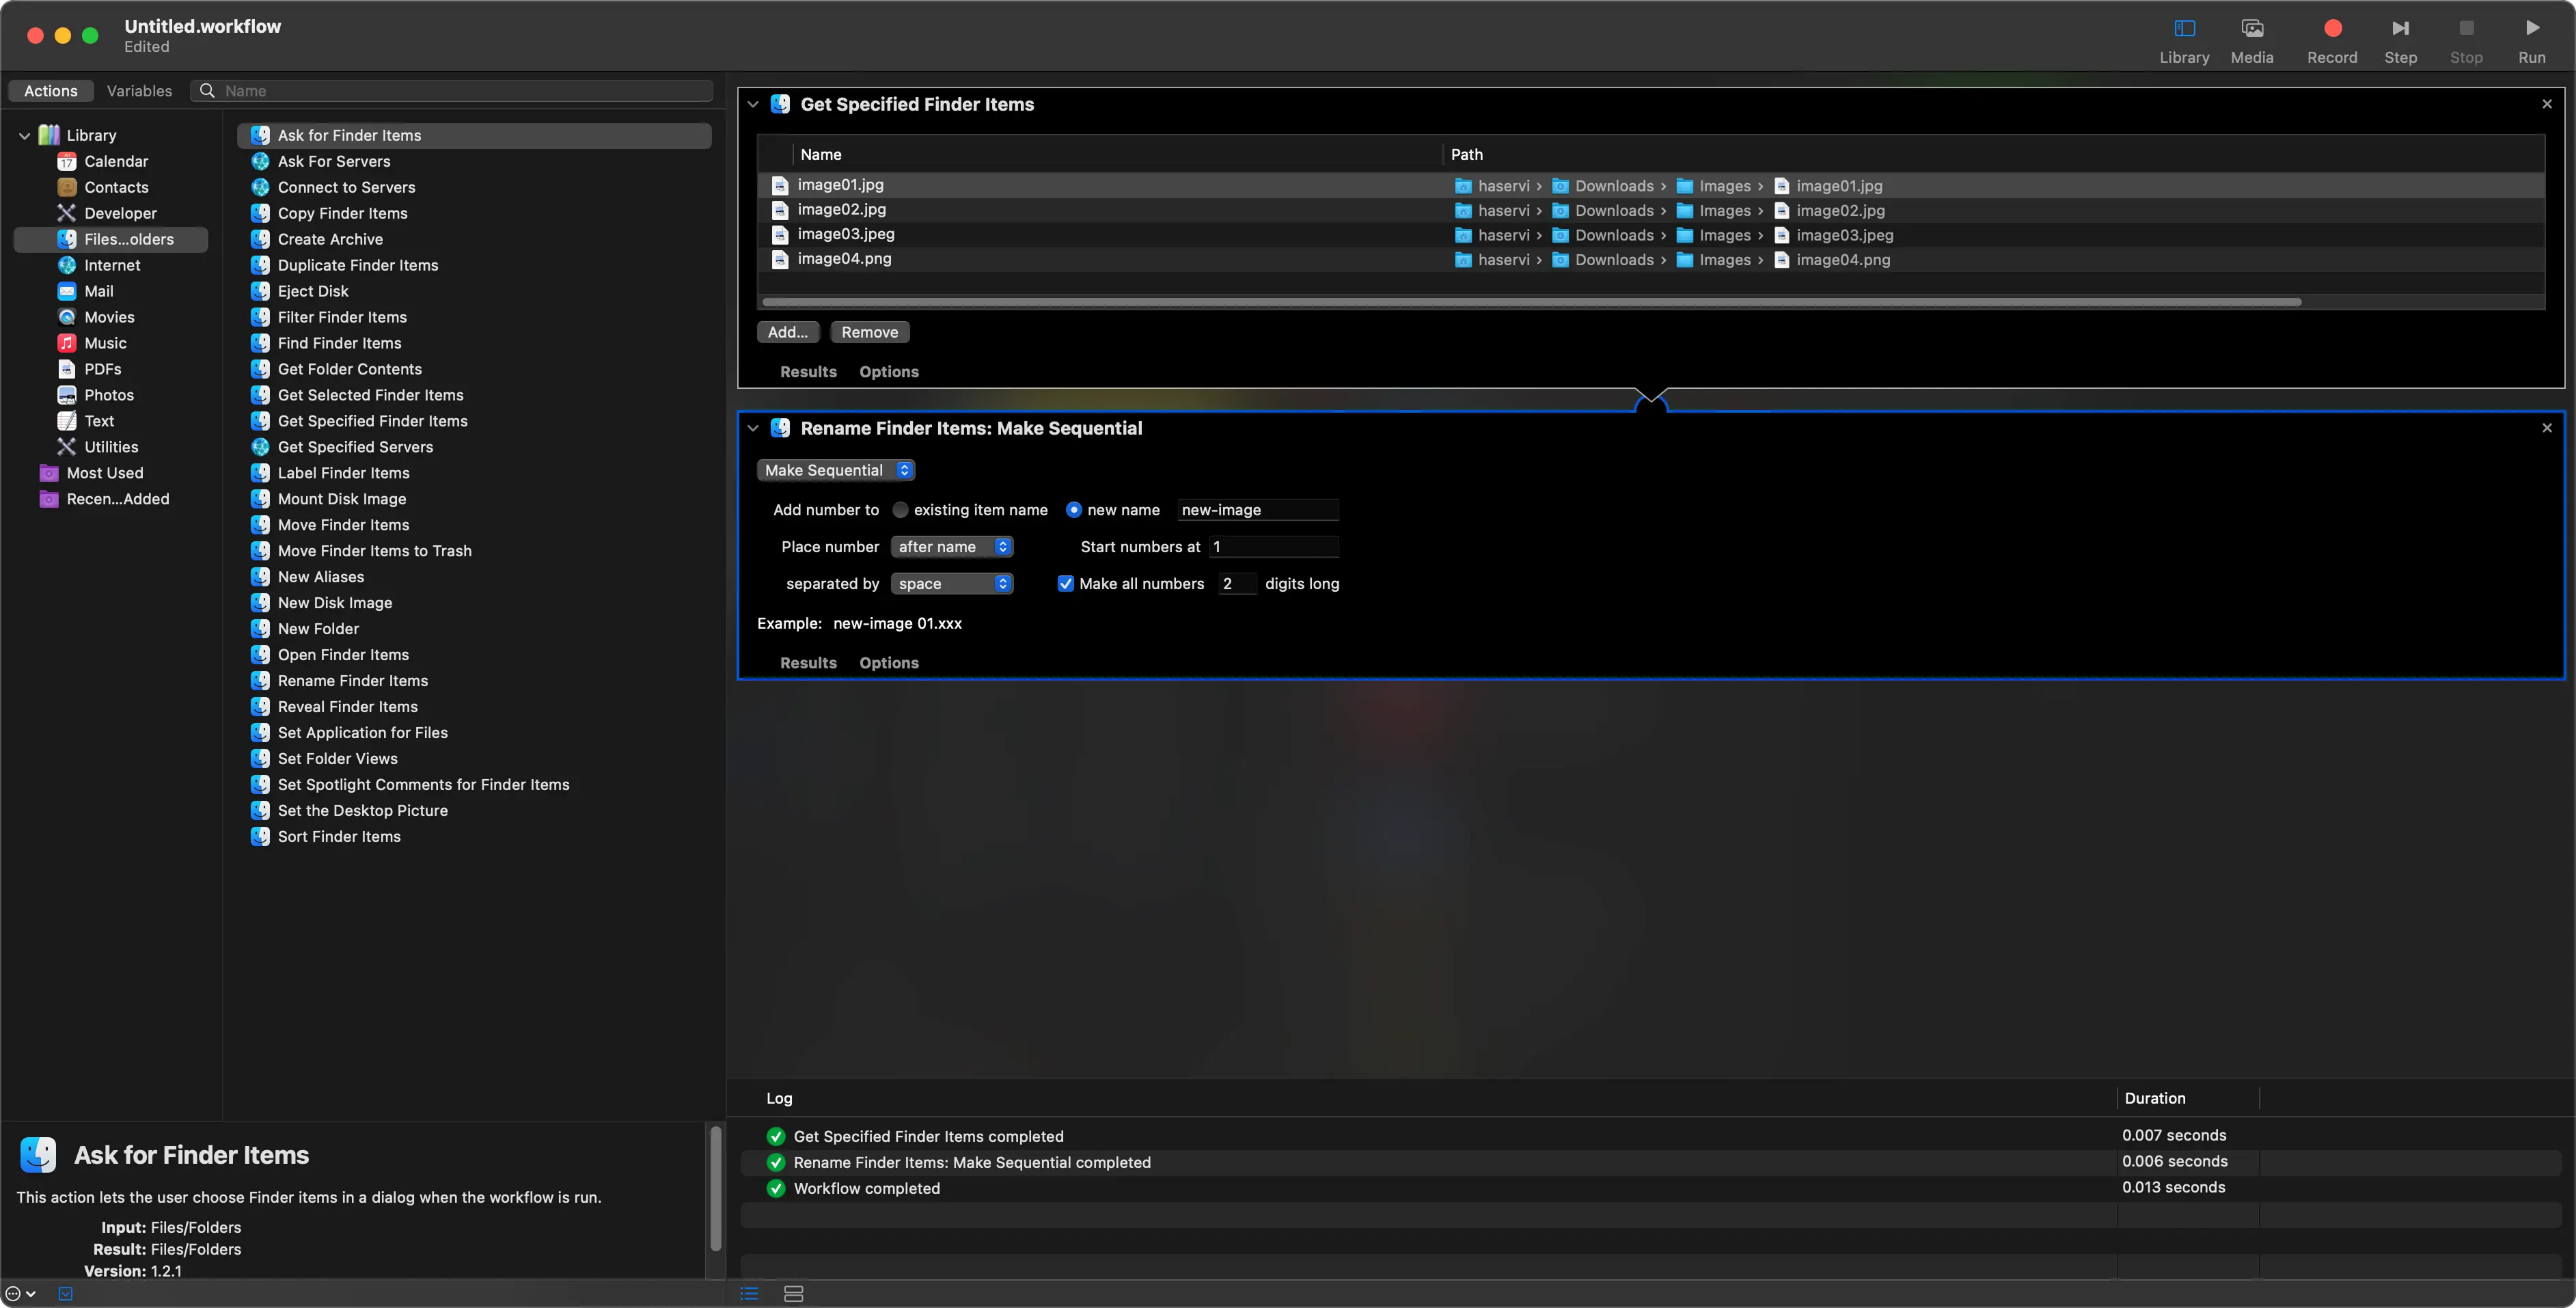 Untitled.workflow
Edited
Library
Media
Record
Step
Stop
Run
Actions
Variables
Name
Library
Calendar
Contacts
Developer
Files...olders
Internet
Mail
Movies
Music
PDFs
Photos
Text
Utilities
Most Used
Recen...Added
Ask for Finder Items
Ask For Servers
Connect to Servers
Copy Finder Items
Create Archive
Duplicate Finder Items
Eject Disk
Filter Finder Items
Find Finder Items
Get Folder Contents
Get Selected Finder Items
Get Specified Finder Items
Get Specified Servers
Label Finder Items
Mount Disk Image
Move Finder Items
Move Finder Items to Trash
New Aliases
New Disk Image
New Folder
Open Finder Items
Rename Finder Items
Reveal Finder Items
Set Application for Files
Set Folder Views
Set Spotlight Comments for Finder Items
Set the Desktop Picture
Sort Finder Items
Ask for Finder Items
This action lets the user choose Finder items in a dialog when the workflow is run.
Input: Files/Folders
Result: Files/Folders
Version: 1.2.1
Get Specified Finder Items
Name Path
image01.jpg haservi › Downloads › Images › image01.jpg
image02.jpg haservi › Downloads › Images › image02.jpg
image03.jpeg haservi › Downloads › Images › image03.jpeg
image04.png haservi › Downloads › Images › image04.png
Add... Remove
Results Options
Rename Finder Items: Make Sequential
Make Sequential
Add number to existing item name new name new-image
Place number after name Start numbers at 1
separated by space Make all numbers 2 digits long
Example: new-image 01.xxx
Results Options
Log Duration
Get Specified Finder Items completed 0.007 seconds
Rename Finder Items: Make Sequential completed 0.006 seconds
Workflow completed 0.013 seconds